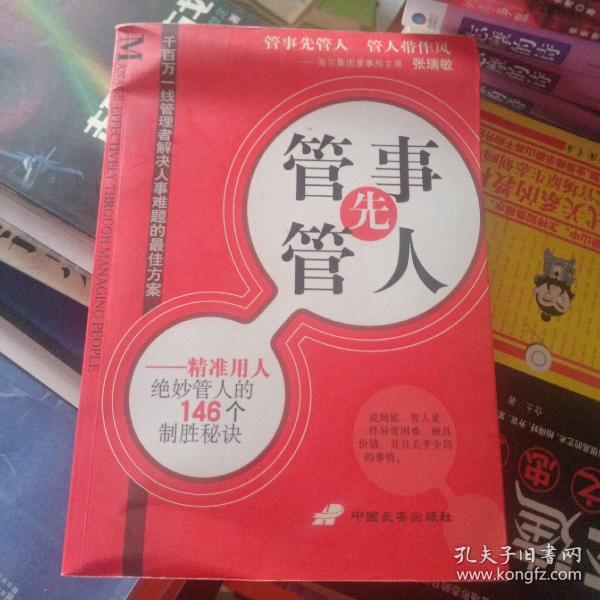 管事先管人 管人带作风
——海尔集团董事局主席 张瑞敏
千百万一线管理者解决人事难题的最佳方案
MANAGE EFFECTIVELY THROUGH MANAGING PEOPLE
管事
先
管人
——精准用人
绝妙管人的
146个
制胜秘诀
说到底，管人是
一件异常困难、极具
价值，并且关乎全局
的事情。
中国长安出版社
孔夫子旧书网
www.kongfz.com